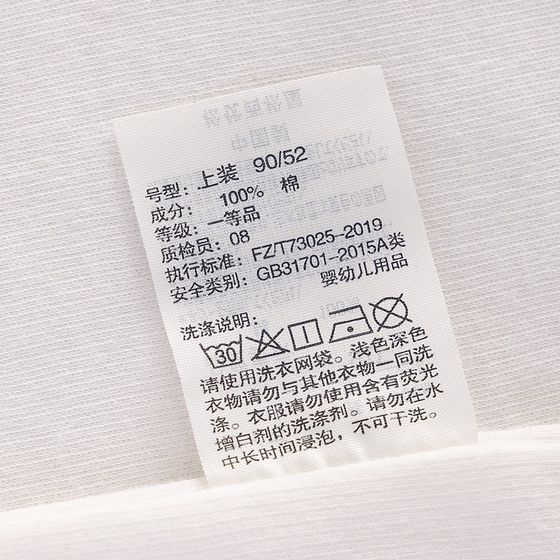 号型：上装 90/52
成分： 100% 棉
等级：一等品
质检员：08
执行标准：FZ/T73025-2019
安全类别：GB31701-2015A类
婴幼儿用品
洗涤说明：
30
请使用洗衣网袋。浅色深色
衣物请勿与其他衣物一同洗
涤。衣服请勿使用含有荧光
增白剂的洗涤剂。请勿在水
中长时间浸泡，不可干洗。